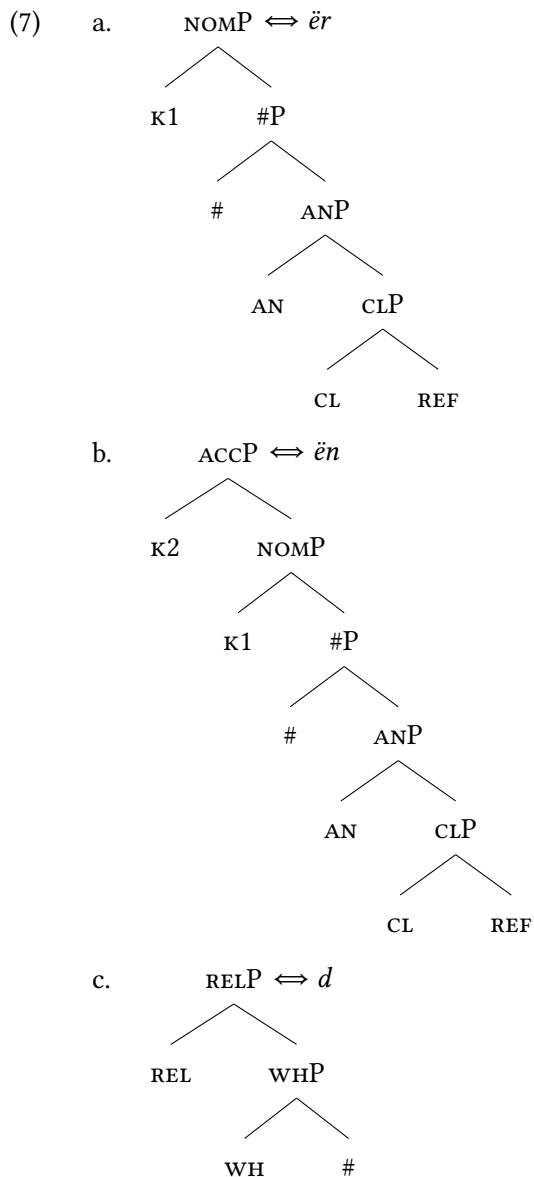 (7) a. NOMP ⇔ ër
K1 #P
# ANP
AN CLP
CL REF
b. ACCP ⇔ ën
K2 NOMP
K1 #P
# ANP
AN CLP
CL REF
c. RELP ⇔ d
REL WHP
WH #